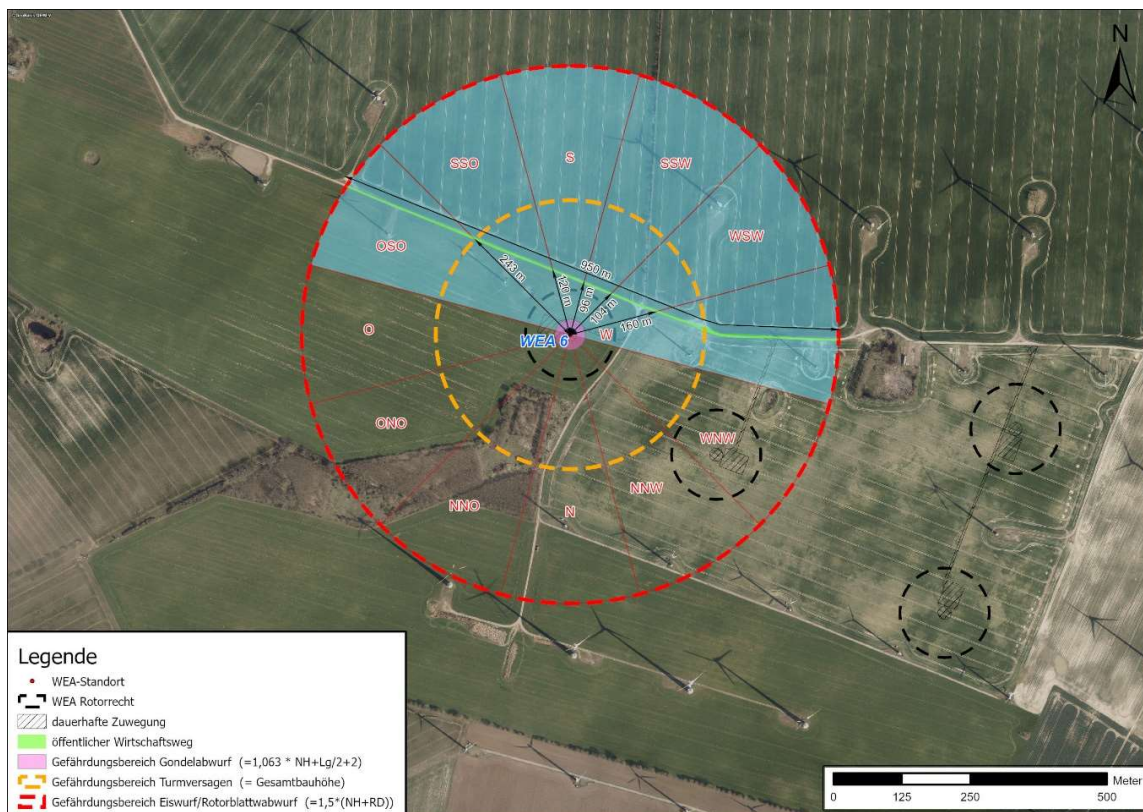 N
SSO
S
SSW
OSO
WSW
243 m
120 m
950 m
96 m
104 m
160 m
O
WEA 6
W
ONO
WNW
NNW
NNO
N
Legende
WEA-Standort
WEA Rotorrecht
dauerhafte Zuwegung
öffentlicher Wirtschaftsweg
Gefährdungsbereich Gondelabwurf (=1,063 * NH+Lg/2+2)
Gefährdungsbereich Turmversagen (= Gesamtbauhöhe)
Gefährdungsbereich Eiswurf/Rotorblattwabwurf (=1,5*(NH+RD))
Meter
0 125 250 500